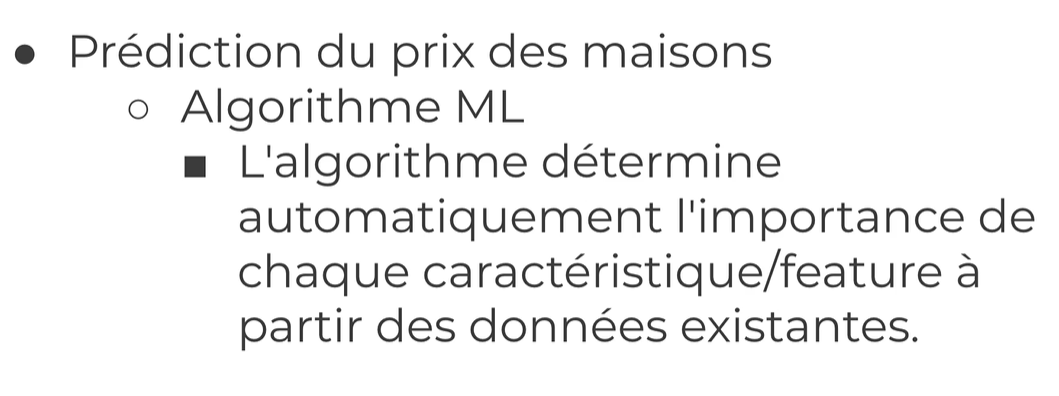 ● Prédiction du prix des maisons
○ Algorithme ML
■ L'algorithme détermine
automatiquement l'importance de
chaque caractéristique/feature à
partir des données existantes.